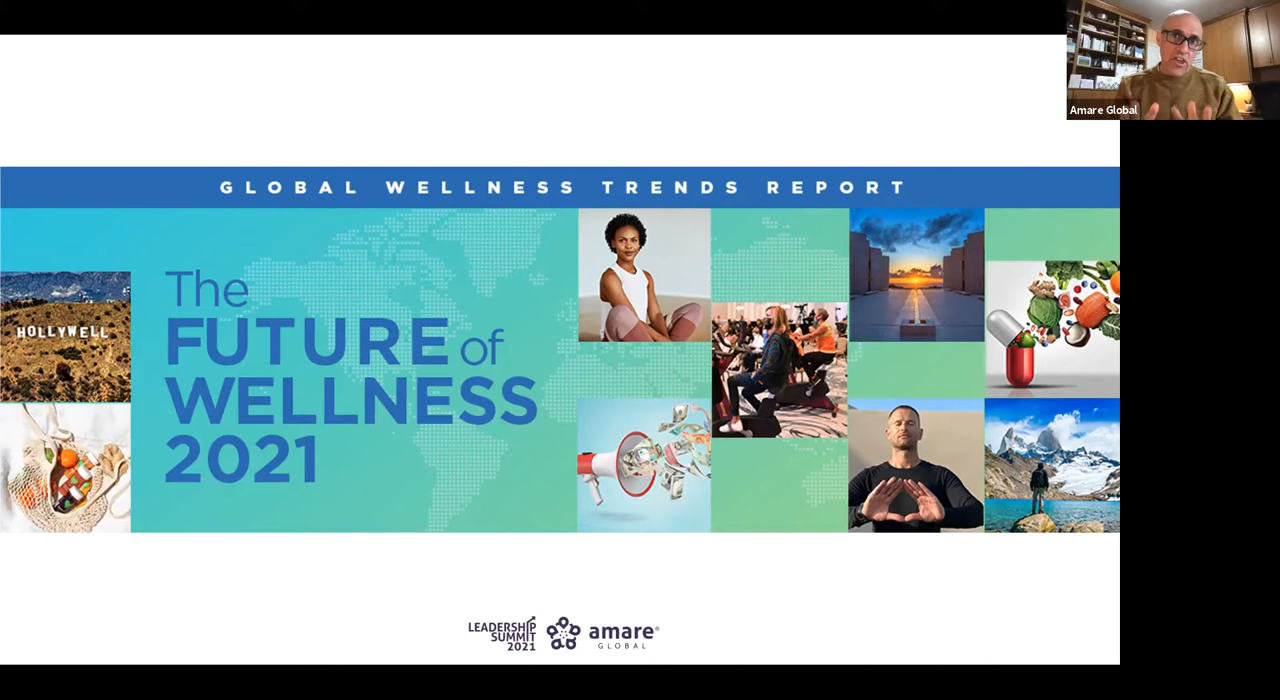 Amare Global
GLOBAL WELLNESS TRENDS REPORT
The
FUTURE of
WELLNESS
2021
HOLLYWELL
LEADERSHIP
SUMMIT
2021
amare®
GLOBAL